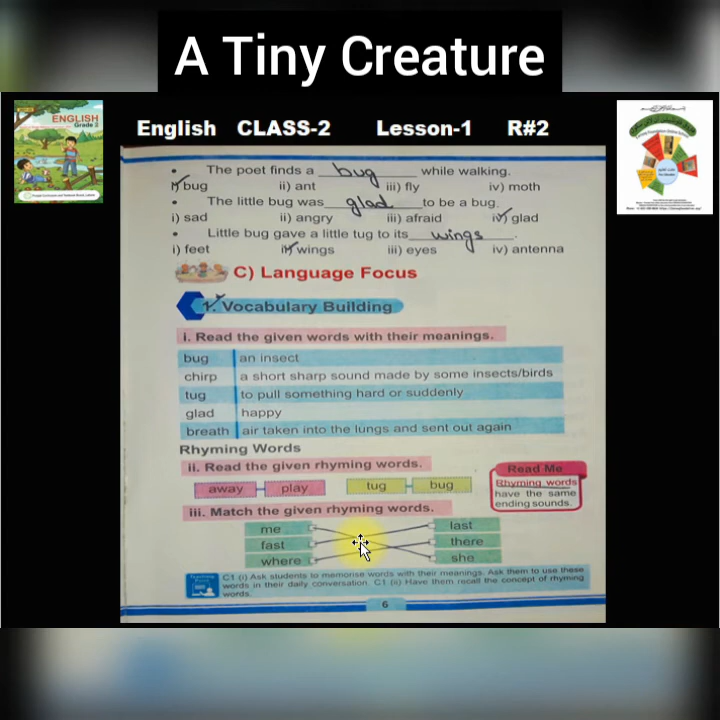 A Tiny Creature
ENGLISH
Grade 2
English CLASS-2 Lesson-1 R#2
• The poet finds a bug while walking.
i) bug ii) ant iii) fly iv) moth
• The little bug was glad to be a bug.
i) sad ii) angry iii) afraid iv) glad
• Little bug gave a little tug to its wings.
i) feet ii) wings iii) eyes iv) antenna
C) Language Focus
1. Vocabulary Building
i. Read the given words with their meanings.
bug an insect
chirp a short sharp sound made by some insects/birds
tug to pull something hard or suddenly
glad happy
breath air taken into the lungs and sent out again
Rhyming Words
ii. Read the given rhyming words.
away play tug bug
Read Me
Rhyming words
have the same
ending sounds.
iii. Match the given rhyming words.
me last
fast there
where she
C1 (i) Ask students to memorise words with their meanings. Ask them to use these
words in their daily conversation. C1 (ii) Have them recall the concept of rhyming
words.
6